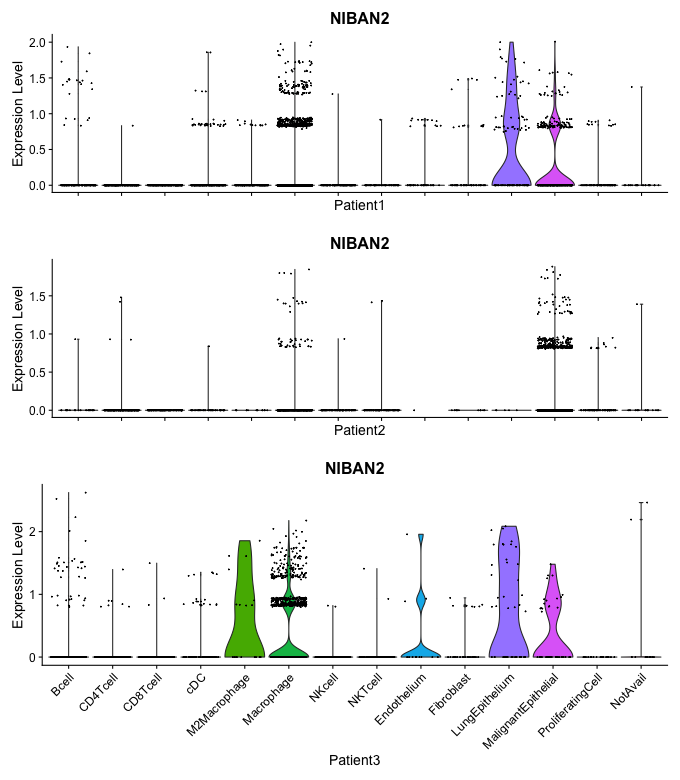 NIBAN2
Expression Level
2.0
1.5
1.0
0.5
0.0
Patient1
NIBAN2
Expression Level
1.5
1.0
0.5
0.0
Patient2
NIBAN2
Expression Level
2
1
0
Bcell
CD4Tcell
CD8Tcell
cDC
M2Macrophage
Macrophage
NKcell
NKTcell
Endothelium
Fibroblast
LungEpithelium
MalignantEpithelial
ProliferatingCell
NotAvail
Patient3